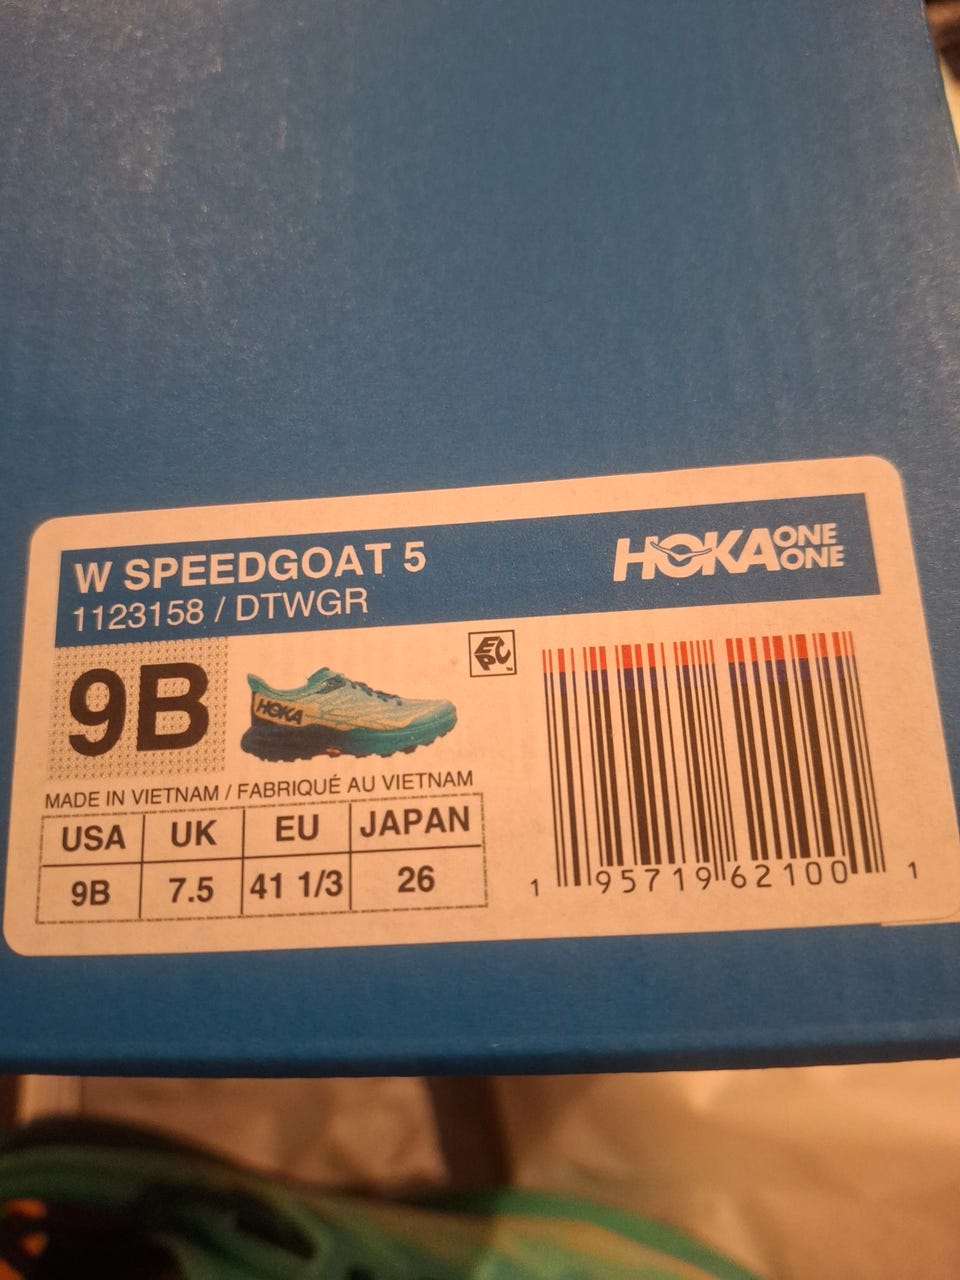 W SPEEDGOAT 5
1123158 / DTWGR
HOKA ONE ONE
9B
HOKA
EPC
MADE IN VIETNAM / FABRIQUÉ AU VIETNAM
USA UK EU JAPAN
9B 7.5 41 1/3 26
1 95719 62100 1